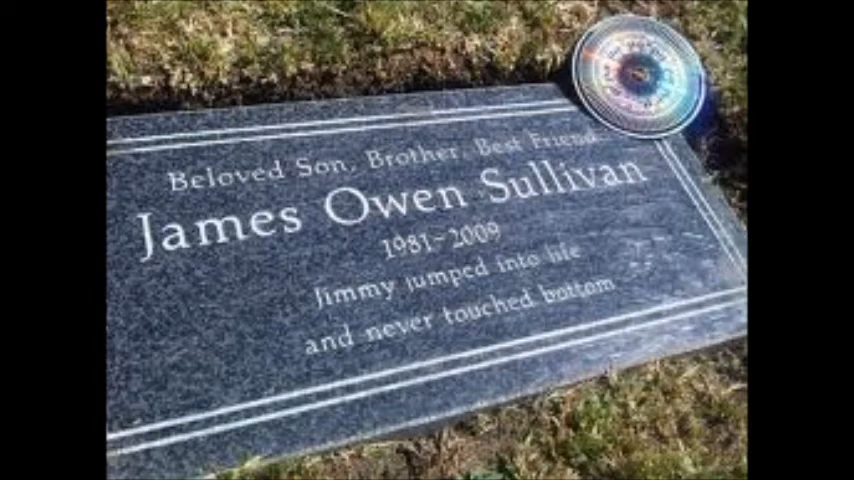 Beloved Son, Brother, Best Friend
James Owen Sullivan
1981-2009
Jimmy jumped into life
and never touched bottom